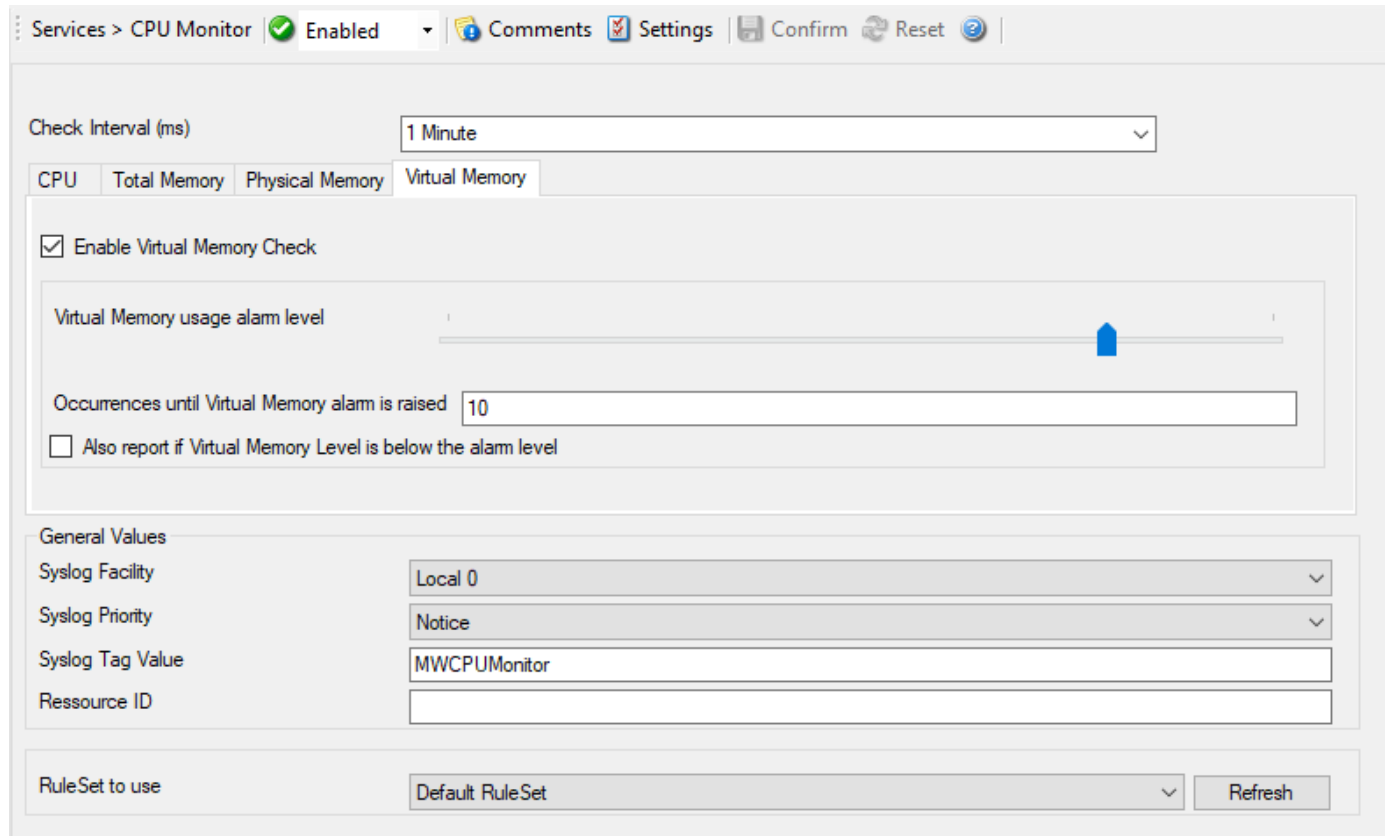 Services > CPU Monitor Enabled Comments Settings Confirm Reset
Check Interval (ms) 1 Minute
CPU Total Memory Physical Memory Virtual Memory
Enable Virtual Memory Check
Virtual Memory usage alarm level
Occurrences until Virtual Memory alarm is raised 10
Also report if Virtual Memory Level is below the alarm level
General Values
Syslog Facility Local 0
Syslog Priority Notice
Syslog Tag Value MWCPUMonitor
Ressource ID
RuleSet to use Default RuleSet Refresh